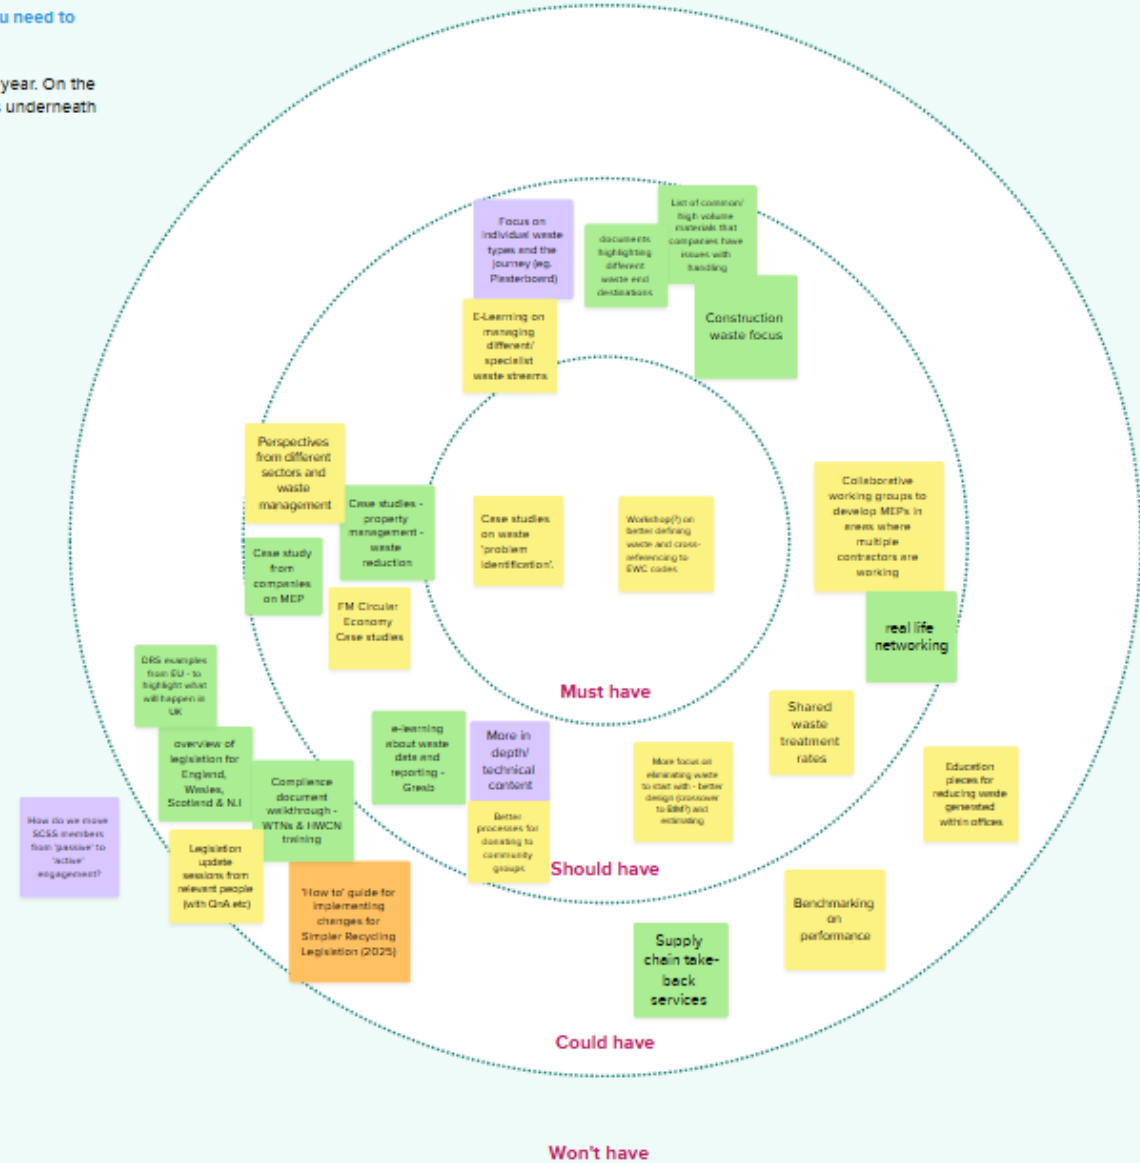 u need to
year. On the
s underneath
Focus on
individual waste
types and the
journey (eg.
Plasterboard)
documents
highlighting
different
waste end
destinations
List of common/
high volume
materials that
companies have
issues with
handling
Construction
waste focus
E-Learning on
managing
different/
specialist
waste streams
Perspectives
from different
sectors and
waste
management
Case studies -
property
management -
waste
reduction
Case study
from
companies
on MEP
FM Circular
Economy
Case studies
Case studies
on waste
'problem
identification'.
Workshop(?) on
better defining
waste and cross-
referencing to
EWC codes
Collaborative
working groups to
develop MEPs in
areas where
multiple
contractors are
working
real life
networking
Must have
DRS examples
from EU - to
highlight what
will happen in
UK
overview of
legislation for
England,
Wales,
Scotland & N.I
Compliance
document
walkthrough -
WTNs & HWCN
training
e-learning
about waste
data and
reporting -
Gresb
More in
depth/
technical
content
Better
processes for
donating to
community
groups
More focus on
eliminating waste
to start with - better
design (crossover
to BIM?) and
estimating
Shared
waste
treatment
rates
Education
pieces for
reducing waste
generated
within offices
How do we move
SCSS members
from 'passive' to
'active'
engagement?
Legislation
update
sessions from
relevant people
(with QnA etc)
'How to' guide for
implementing
changes for
Simpler Recycling
Legislation (2025)
Should have
Benchmarking
on
performance
Supply
chain take-
back
services
Could have
Won't have